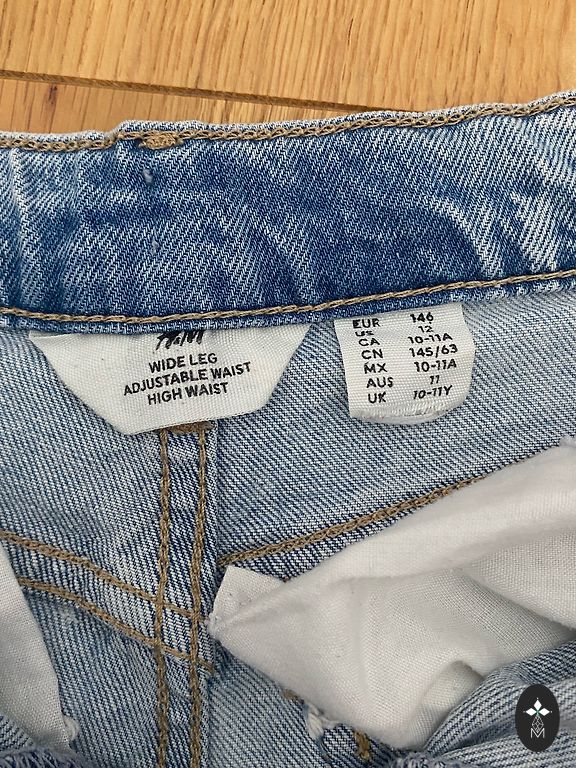 H&M
WIDE LEG
ADJUSTABLE WAIST
HIGH WAIST
EUR 146
US 12
CA 10-11A
CN 145/63
MX 10-11A
AUS 11
UK 10-11Y
M